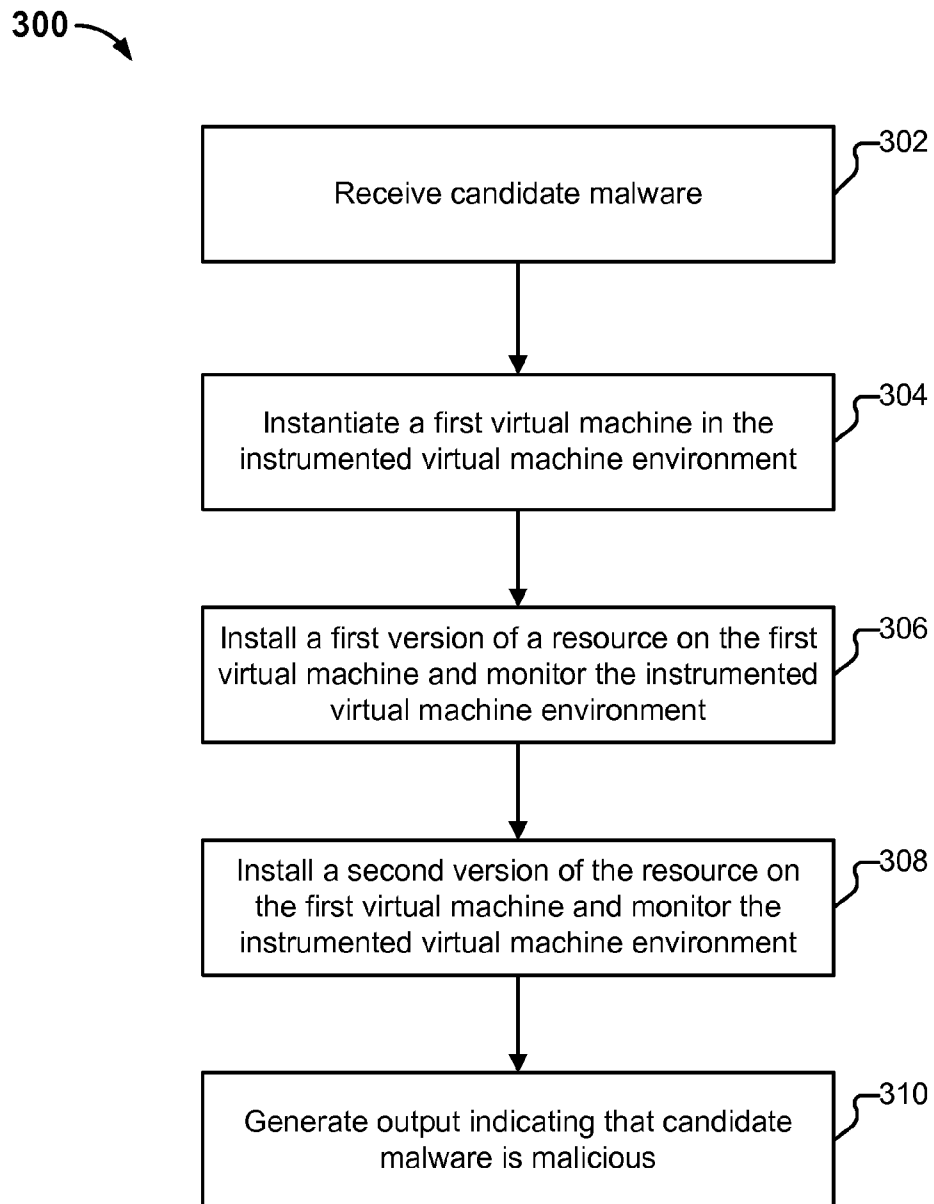 300
302
Receive candidate malware
304
Instantiate a first virtual machine in the
instrumented virtual machine environment
306
Install a first version of a resource on the first
virtual machine and monitor the instrumented
virtual machine environment
308
Install a second version of the resource on
the first virtual machine and monitor the
instrumented virtual machine environment
310
Generate output indicating that candidate
malware is malicious